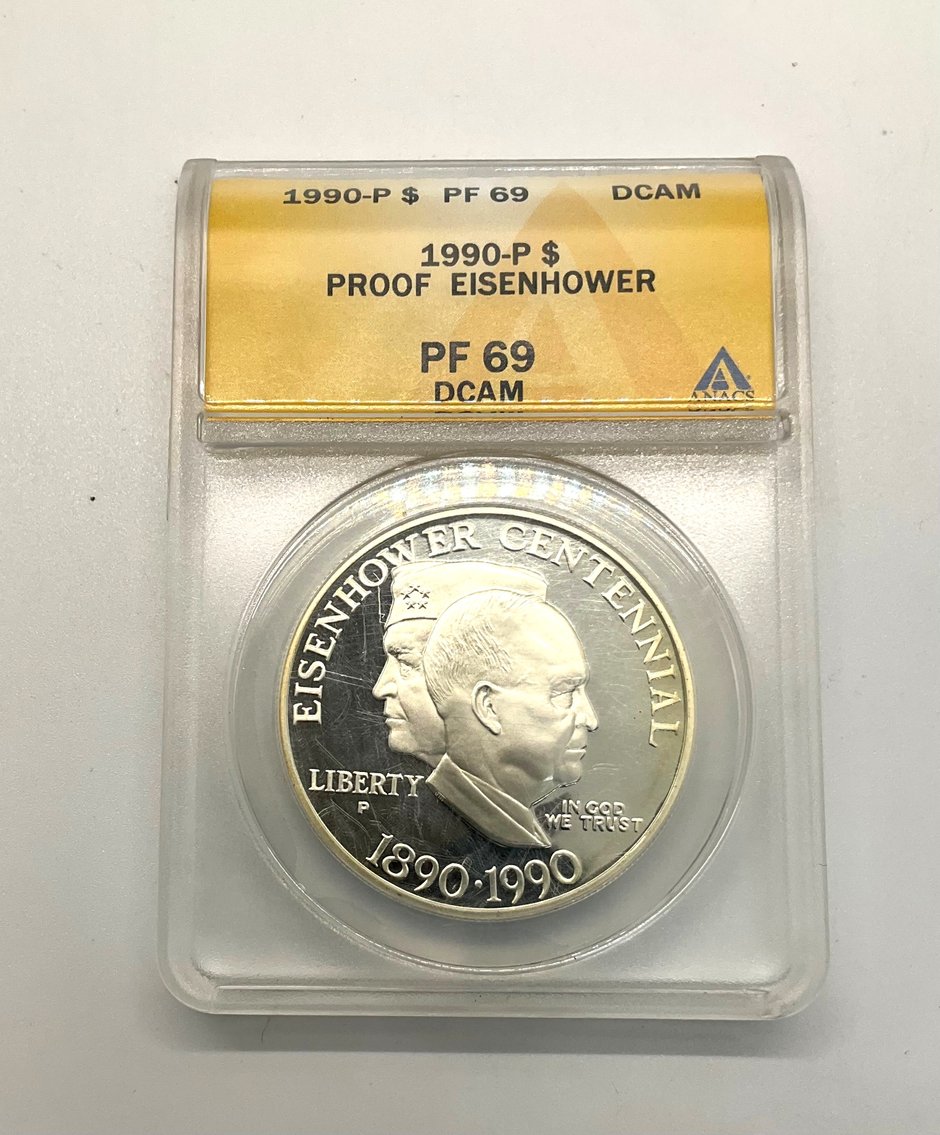 1990-P $ PF 69 DCAM
1990-P $
PROOF EISENHOWER
PF 69
DCAM
ANACS
EISENHOWER CENTENNIAL
LIBERTY
P
IN GOD
WE TRUST
1890·1990